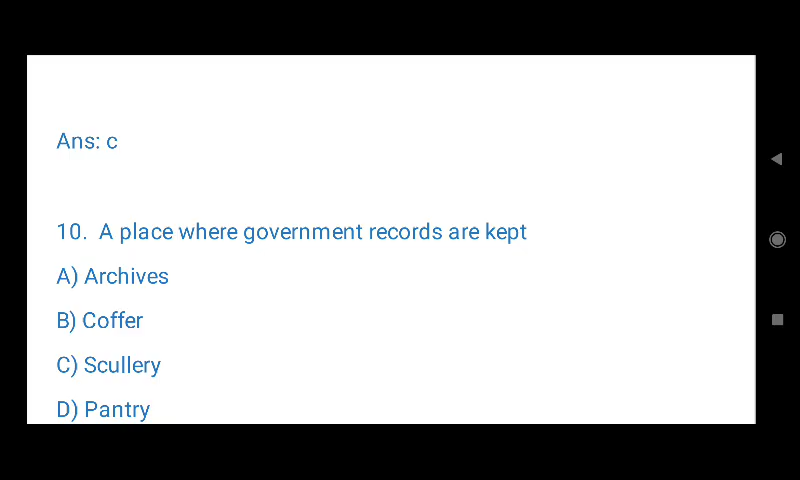 Ans: c
10.  A place where government records are kept
A) Archives
B) Coffer
C) Scullery
D) Pantry